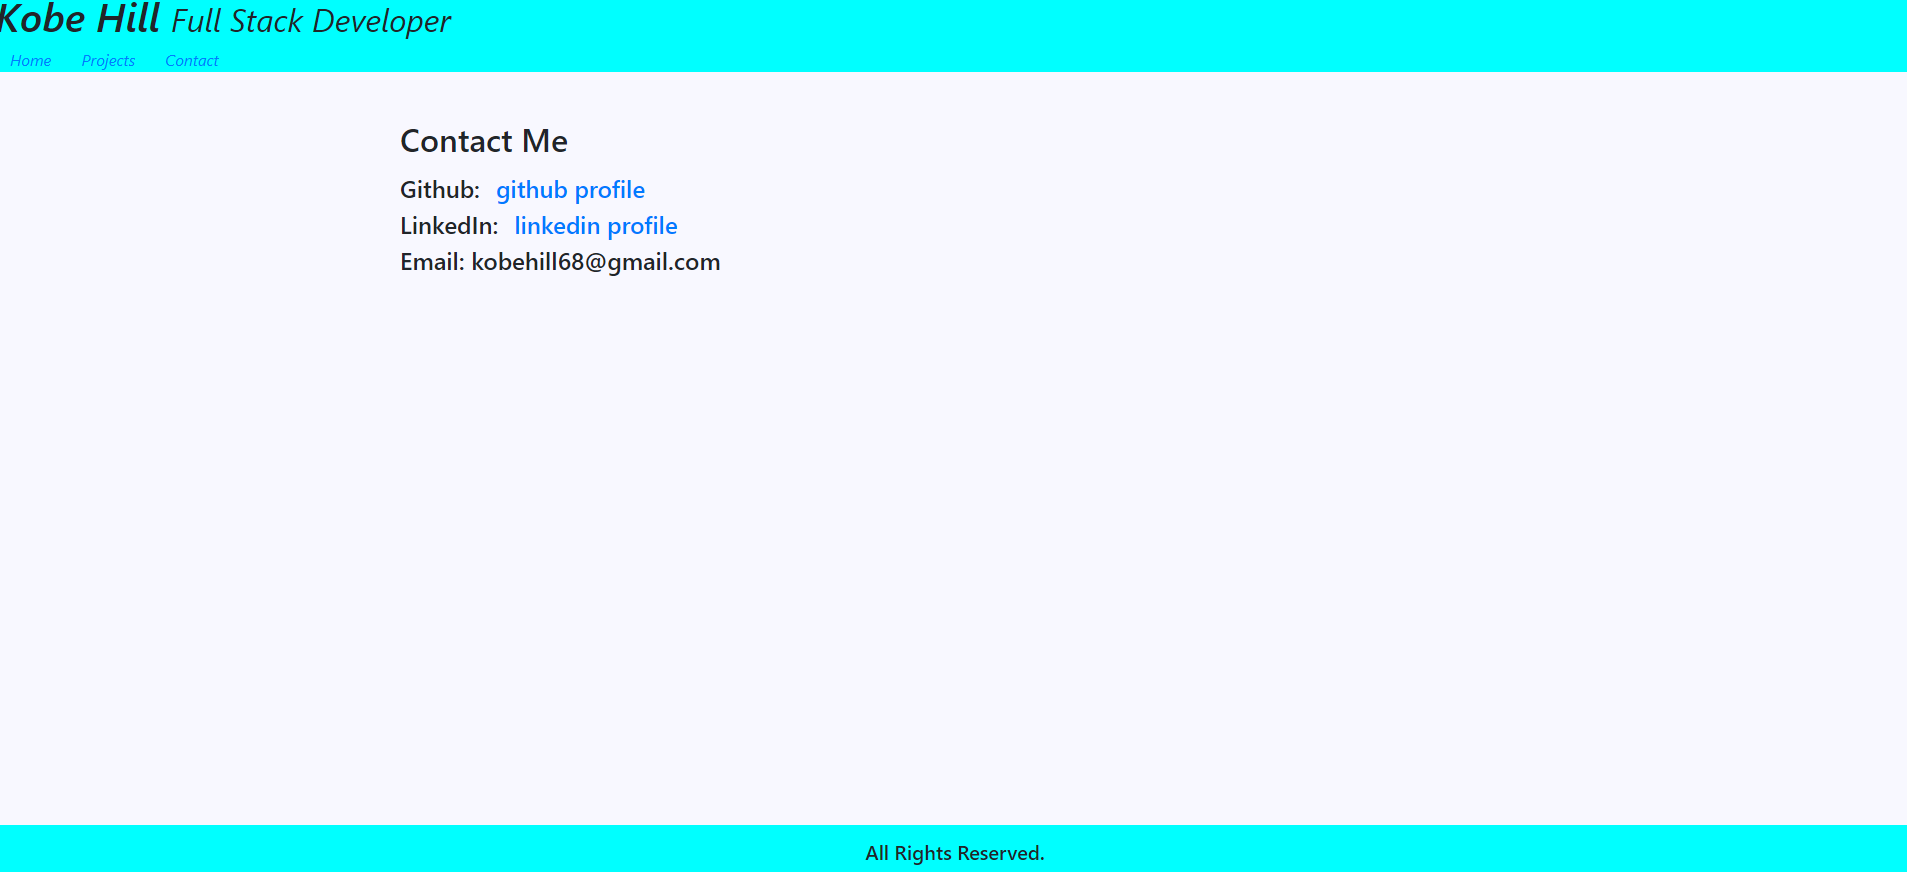 Kobe Hill Full Stack Developer
Home Projects Contact
Contact Me
Github: github profile
LinkedIn: linkedin profile
Email: kobehill68@gmail.com
All Rights Reserved.